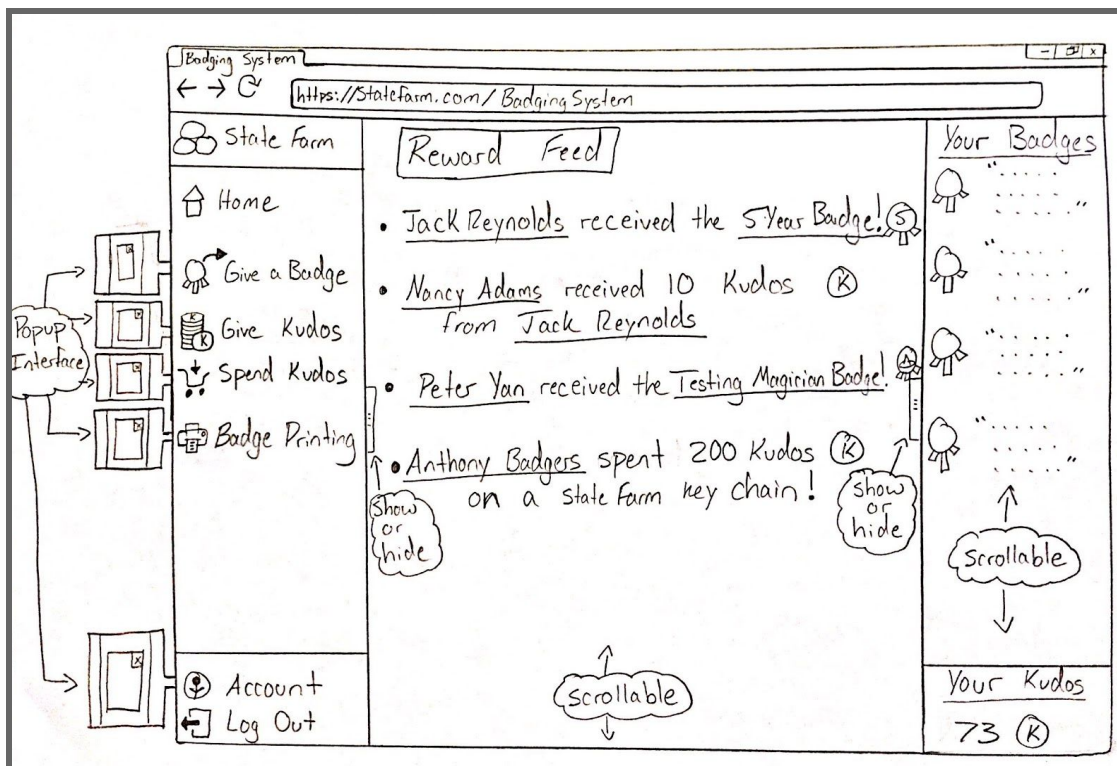 Badging System
https://Statefarm.com/BadgingSystem
State Farm
Home
Give a Badge
Give Kudos
Spend Kudos
Badge Printing
Account
Log Out
Popup
Interface
Reward Feed
Jack Reynolds received the 5 Year Badge! 5
Nancy Adams received 10 Kudos K
from Jack Reynolds
Peter Yan received the Testing Magician Badge!
Anthony Badgers spent 200 Kudos K
on a State Farm key chain!
Show
or
hide
Show
or
hide
Scrollable
Your Badges
Scrollable
Your Kudos
73 K